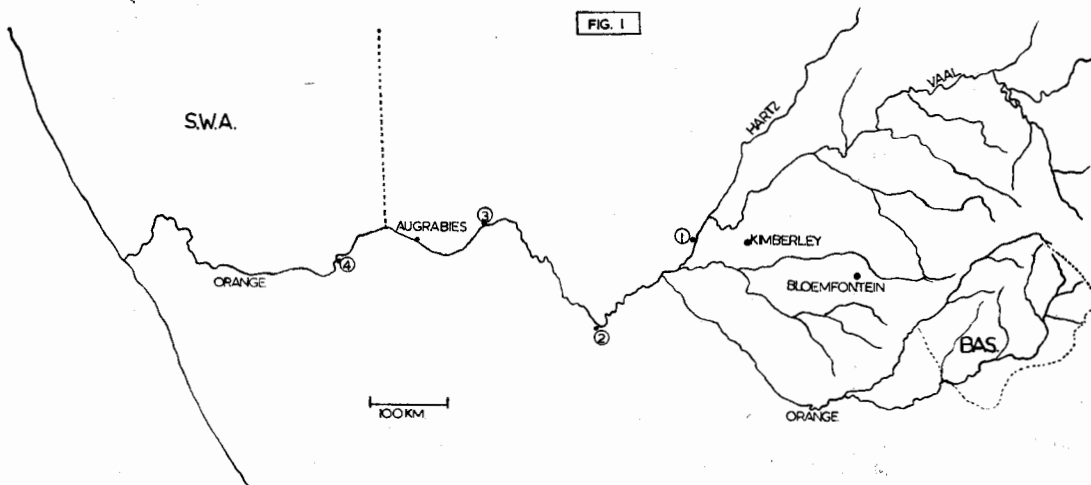 FIG. 1
VAAL
HARTZ
S.W.A.
③
AUGRABIES
①
KIMBERLEY
④
ORANGE
BLOEMFONTEIN
②
BAS.
100 KM
ORANGE